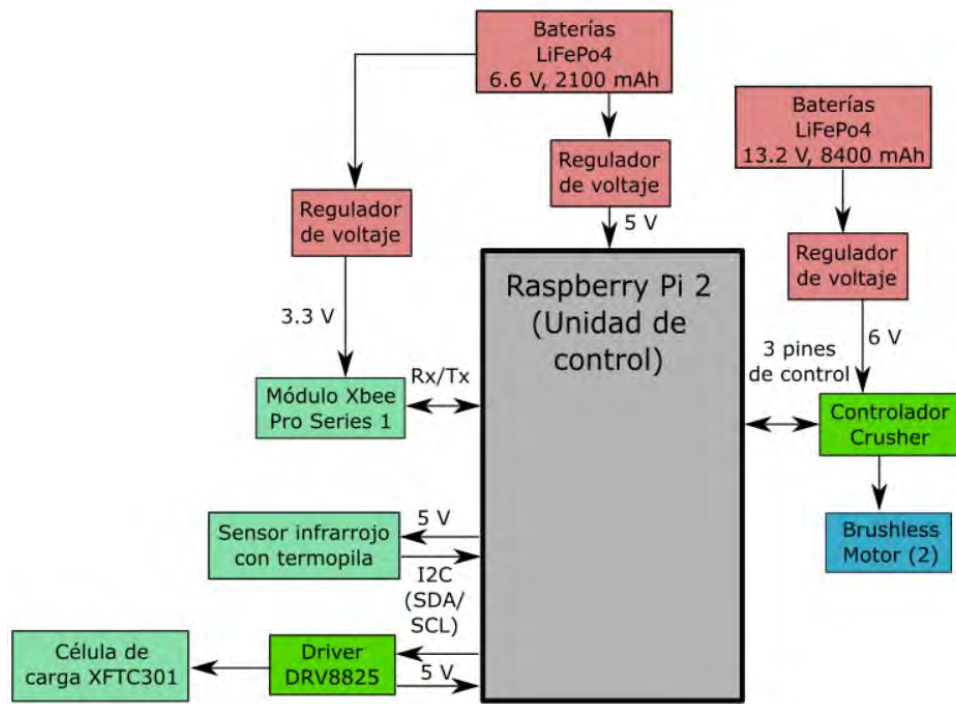 Baterías
LiFePo4
6.6 V, 2100 mAh
Baterías
LiFePo4
13.2 V, 8400 mAh
Regulador
de voltaje
Regulador
de voltaje
5 V
Regulador
de voltaje
3.3 V
6 V
Raspberry Pi 2
(Unidad de
control)
3 pines
de control
Rx/Tx
Módulo Xbee
Pro Series 1
Controlador
Crusher
Brushless
Motor (2)
Sensor infrarrojo
con termopila
5 V
I2C
(SDA/
SCL)
Célula de
carga XFTC301
Driver
DRV8825
5 V